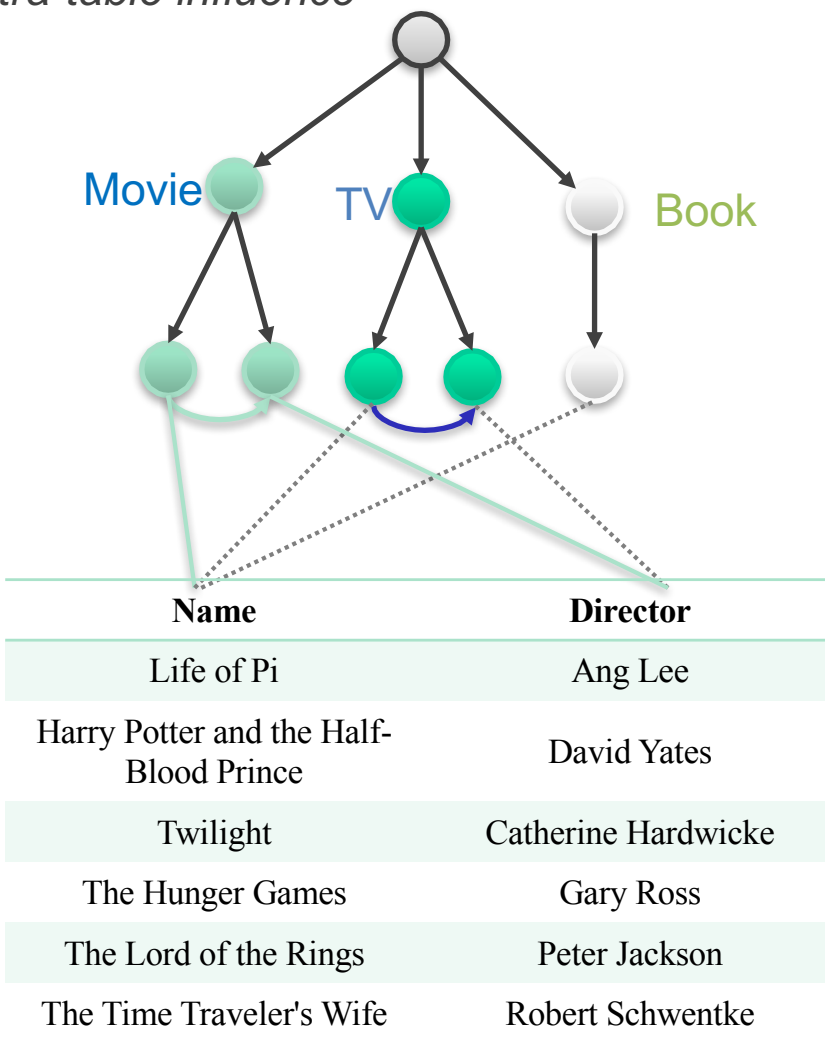 table influence
Movie
TV
Book
Name Director
Life of Pi Ang Lee
Harry Potter and the Half-
Blood Prince
David Yates
Twilight Catherine Hardwicke
The Hunger Games Gary Ross
The Lord of the Rings Peter Jackson
The Time Traveler's Wife Robert Schwentke